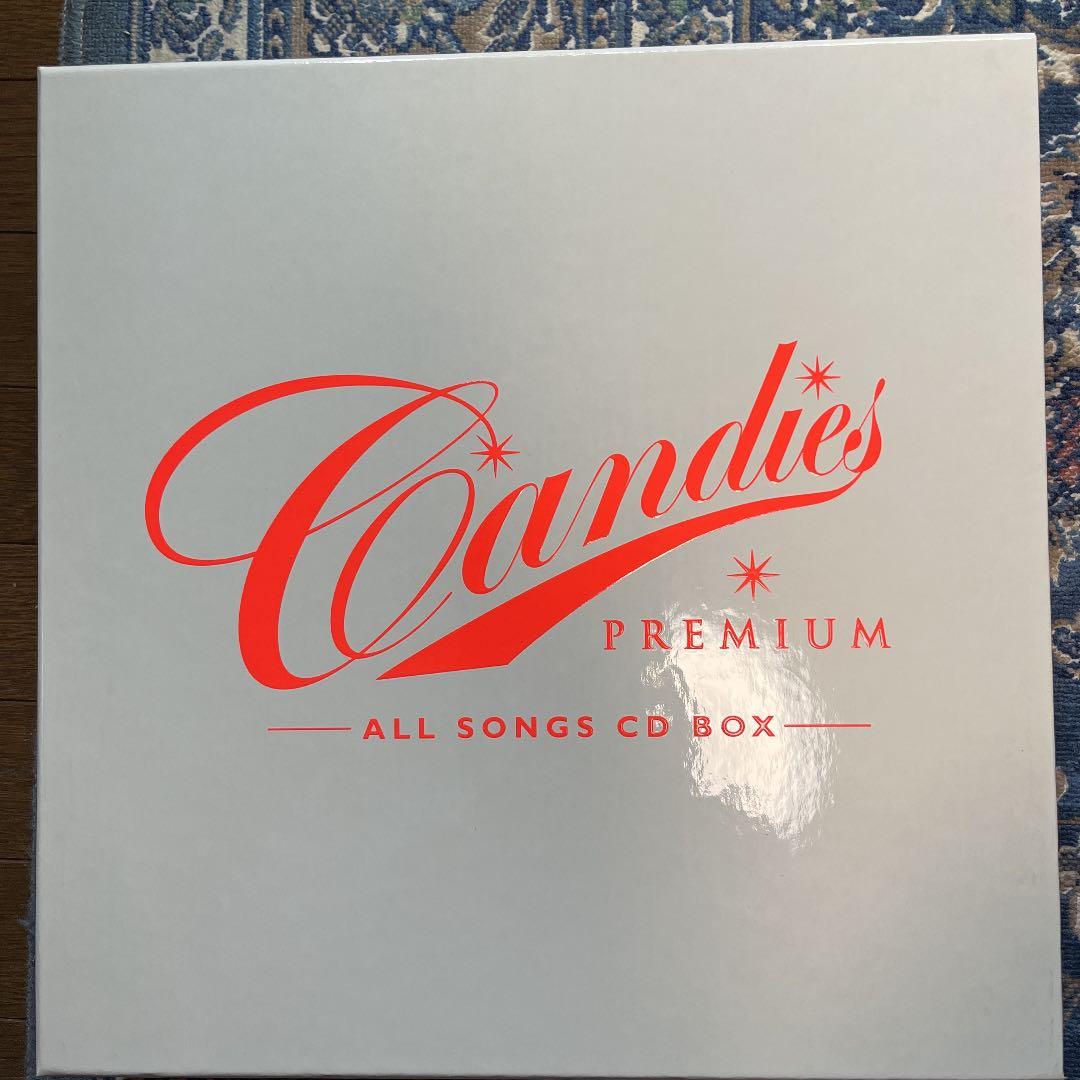 Candies
PREMIUM
ALL SONGS CD BOX